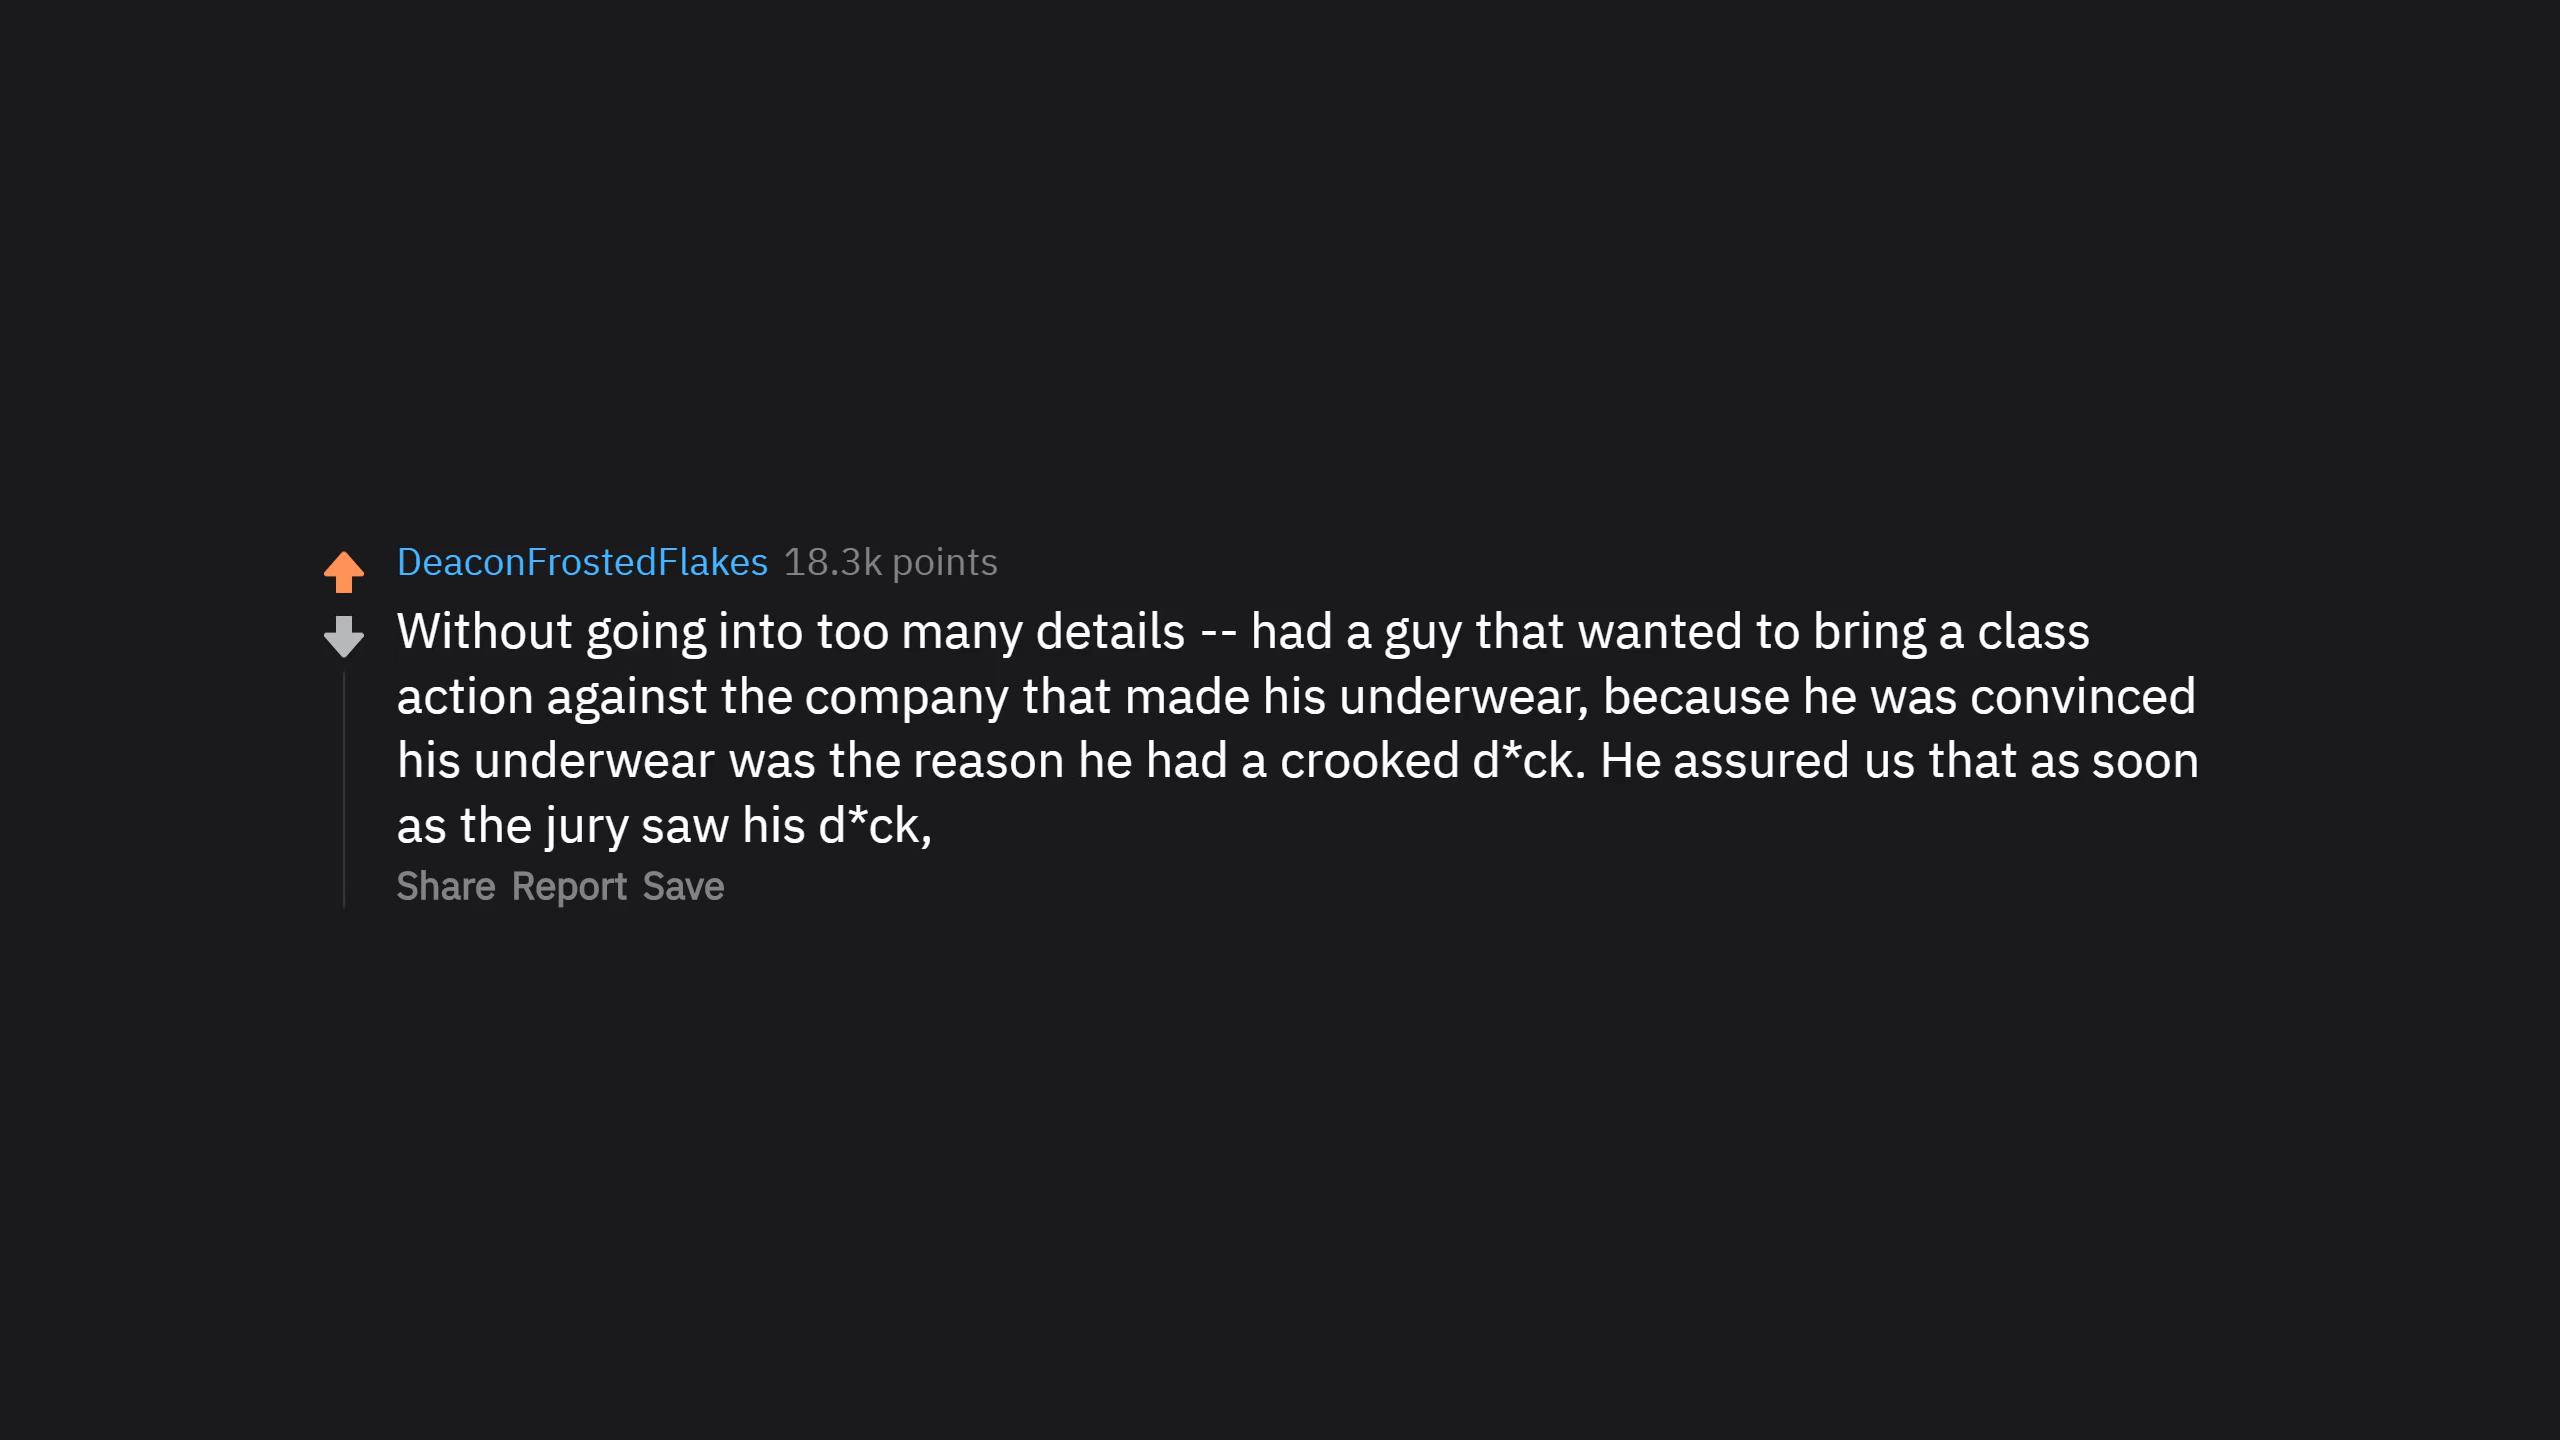 DeaconFrostedFlakes 18.3k points
Without going into too many details -- had a guy that wanted to bring a class
action against the company that made his underwear, because he was convinced
his underwear was the reason he had a crooked d*ck. He assured us that as soon
as the jury saw his d*ck,
Share Report Save